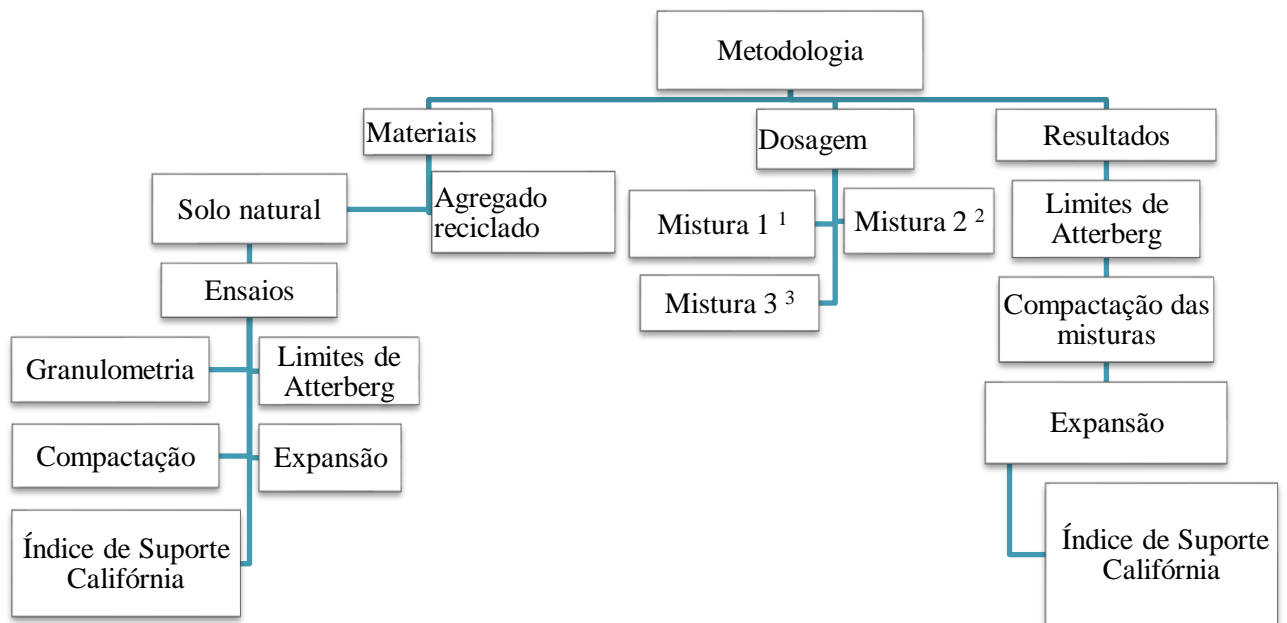 Metodologia
Materiais
Dosagem
Resultados
Solo natural
Agregado
reciclado
Mistura 1 ¹
Mistura 2 ²
Limites de
Atterberg
Ensaios
Mistura 3 ³
Compactação das
misturas
Granulometria
Limites de
Atterberg
Expansão
Compactação
Expansão
Índice de Suporte
Califórnia
Índice de Suporte
Califórnia